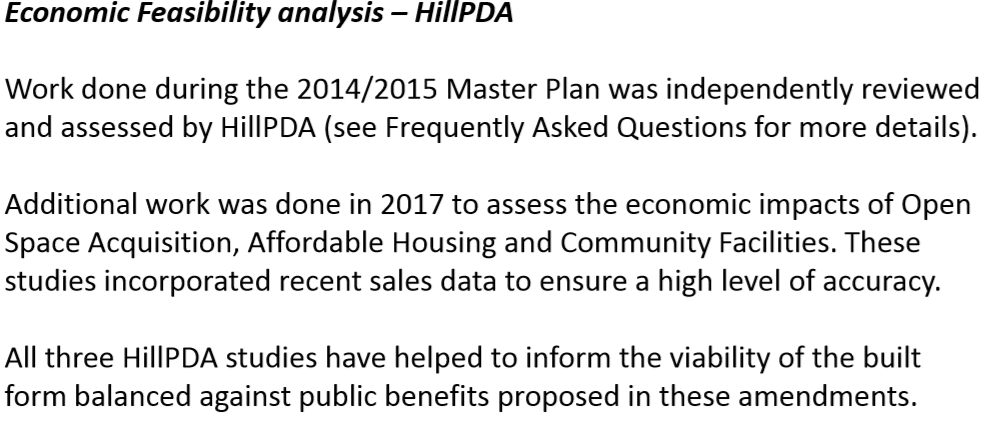 Economic Feasibility analysis – HillPDA
Work done during the 2014/2015 Master Plan was independently reviewed
and assessed by HillPDA (see Frequently Asked Questions for more details).
Additional work was done in 2017 to assess the economic impacts of Open
Space Acquisition, Affordable Housing and Community Facilities. These
studies incorporated recent sales data to ensure a high level of accuracy.
All three HillPDA studies have helped to inform the viability of the built
form balanced against public benefits proposed in these amendments.